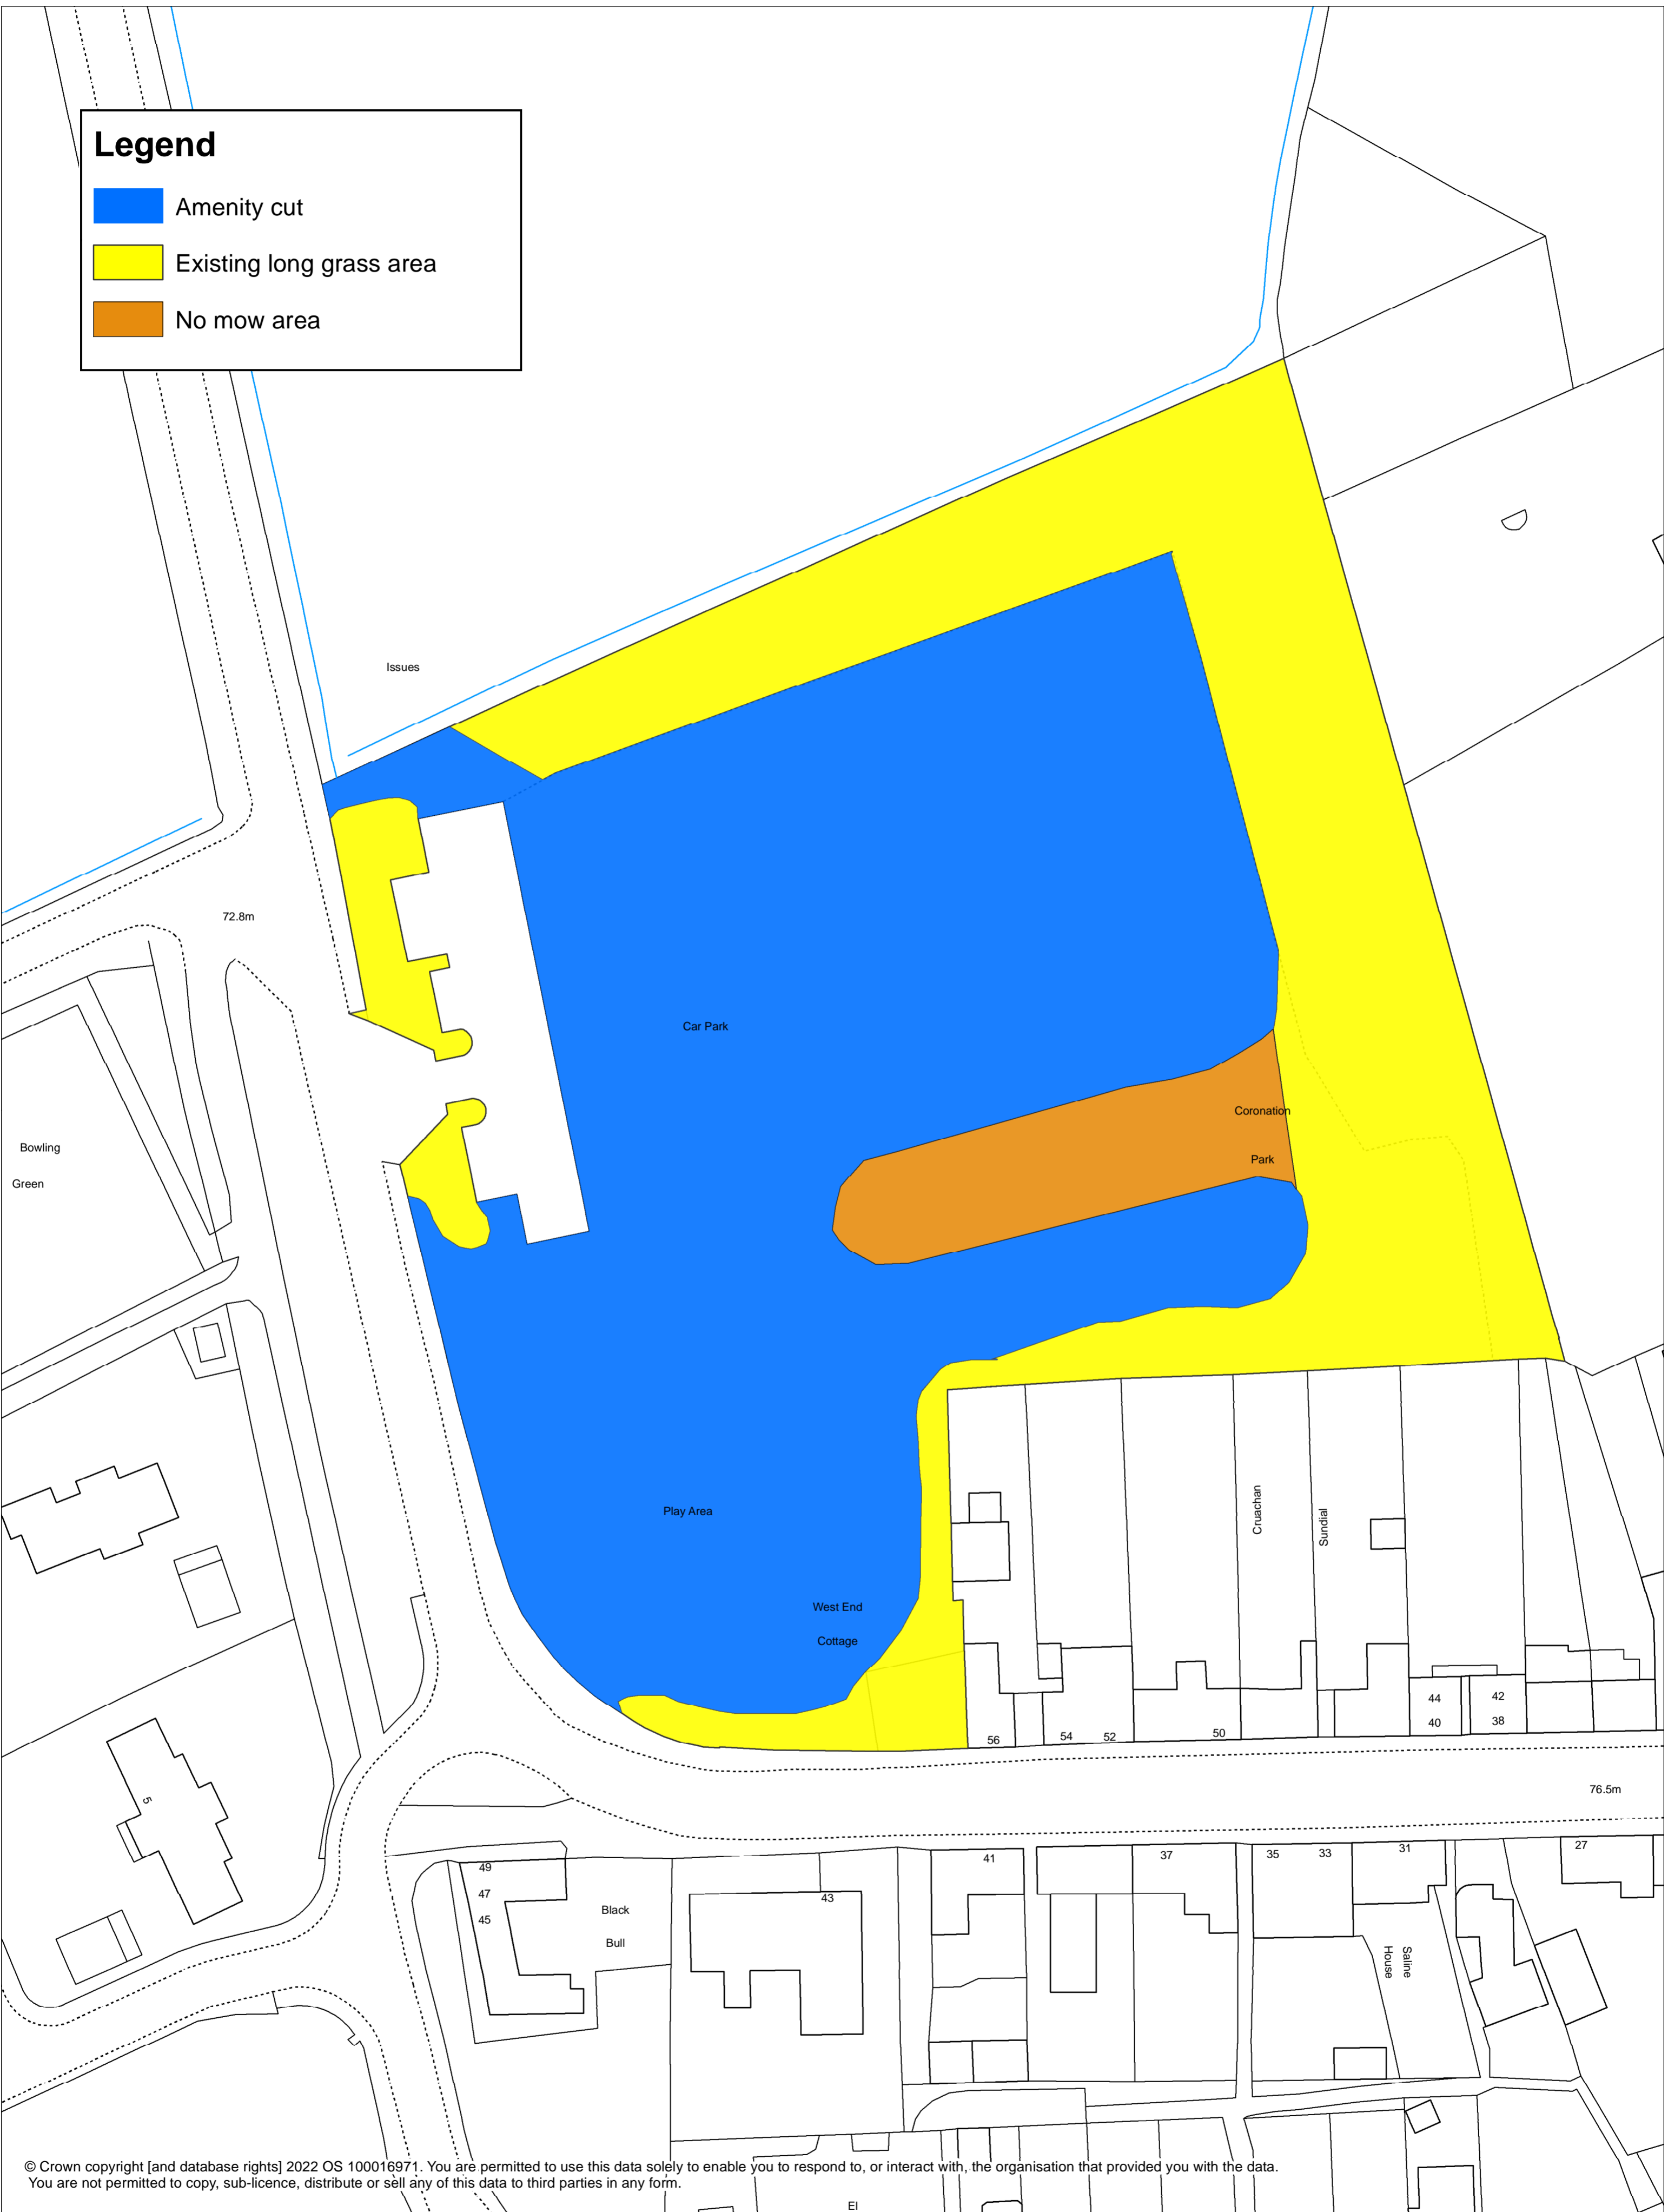 Legend
Amenity cut
Existing long grass area
No mow area
Issues
72.8m
Car Park
Coronation
Park
Bowling
Green
Play Area
Cruachan
Sundial
West End
Cottage
44
42
40
38
56
54
52
50
76.5m
5
49
47
45
Black
Bull
43
41
37
35
33
31
27
Saline
House
© Crown copyright [and database rights] 2022 OS 100016971. You are permitted to use this data solely to enable you to respond to, or interact with, the organisation that provided you with the data.
You are not permitted to copy, sub-licence, distribute or sell any of this data to third parties in any form.
El